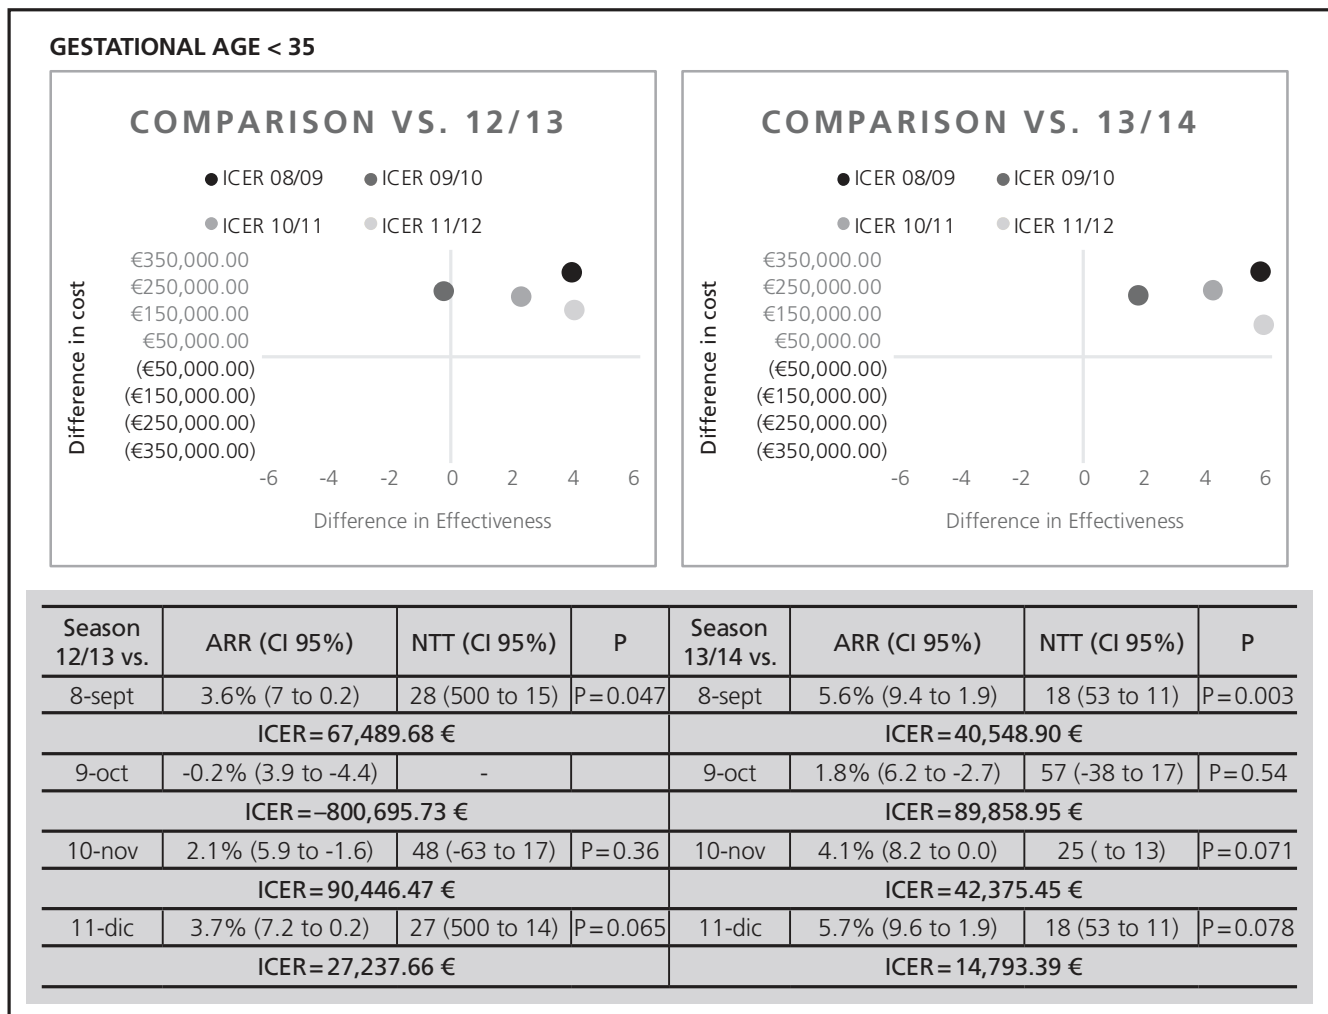 GESTATIONAL AGE < 35
COMPARISON VS. 12/13
ICER 08/09 ICER 09/10
ICER 10/11 ICER 11/12
Difference in cost
€350,000.00
€250,000.00
€150,000.00
€50,000.00
(€50,000.00)
(€150,000.00)
(€250,000.00)
(€350,000.00)
-6 -4 -2 0 2 4 6
Difference in Effectiveness
COMPARISON VS. 13/14
ICER 08/09 ICER 09/10
ICER 10/11 ICER 11/12
Difference in cost
€350,000.00
€250,000.00
€150,000.00
€50,000.00
(€50,000.00)
(€150,000.00)
(€250,000.00)
(€350,000.00)
-6 -4 -2 0 2 4 6
Difference in Effectiveness
Season 12/13 vs. ARR (CI 95%) NTT (CI 95%) P Season 13/14 vs. ARR (CI 95%) NTT (CI 95%) P
8-sept 3.6% (7 to 0.2) 28 (500 to 15) P=0.047 8-sept 5.6% (9.4 to 1.9) 18 (53 to 11) P=0.003
ICER=67,489.68 € ICER=40,548.90 €
9-oct -0.2% (3.9 to -4.4) - 9-oct 1.8% (6.2 to -2.7) 57 (-38 to 17) P=0.54
ICER=–800,695.73 € ICER=89,858.95 €
10-nov 2.1% (5.9 to -1.6) 48 (-63 to 17) P=0.36 10-nov 4.1% (8.2 to 0.0) 25 ( to 13) P=0.071
ICER=90,446.47 € ICER=42,375.45 €
11-dic 3.7% (7.2 to 0.2) 27 (500 to 14) P=0.065 11-dic 5.7% (9.6 to 1.9) 18 (53 to 11) P=0.078
ICER=27,237.66 € ICER=14,793.39 €